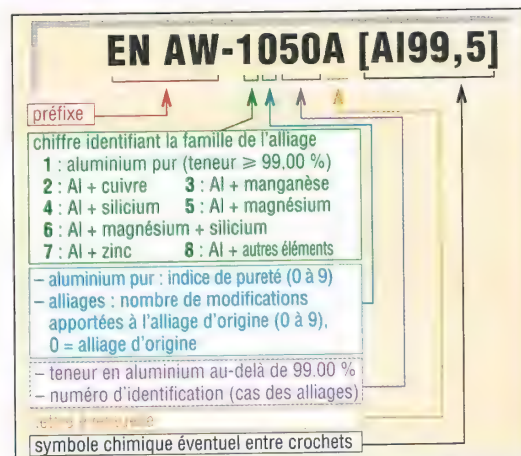 EN AW-1050A [Al99,5]
préfixe
chiffre identifiant la famille de l'alliage
1 : aluminium pur (teneur ≥ 99,00 %)
2 : Al + cuivre 3 : Al + manganèse
4 : Al + silicium 5 : Al + magnésium
6 : Al + magnésium + silicium
7 : Al + zinc 8 : Al + autres éléments
– aluminium pur : indice de pureté (0 à 9)
– alliages : nombre de modifications
apportées à l'alliage d'origine (0 à 9),
0 = alliage d'origine
– teneur en aluminium au-delà de 99.00 %
– numéro d'identification (cas des alliages)
symbole chimique éventuel entre crochets